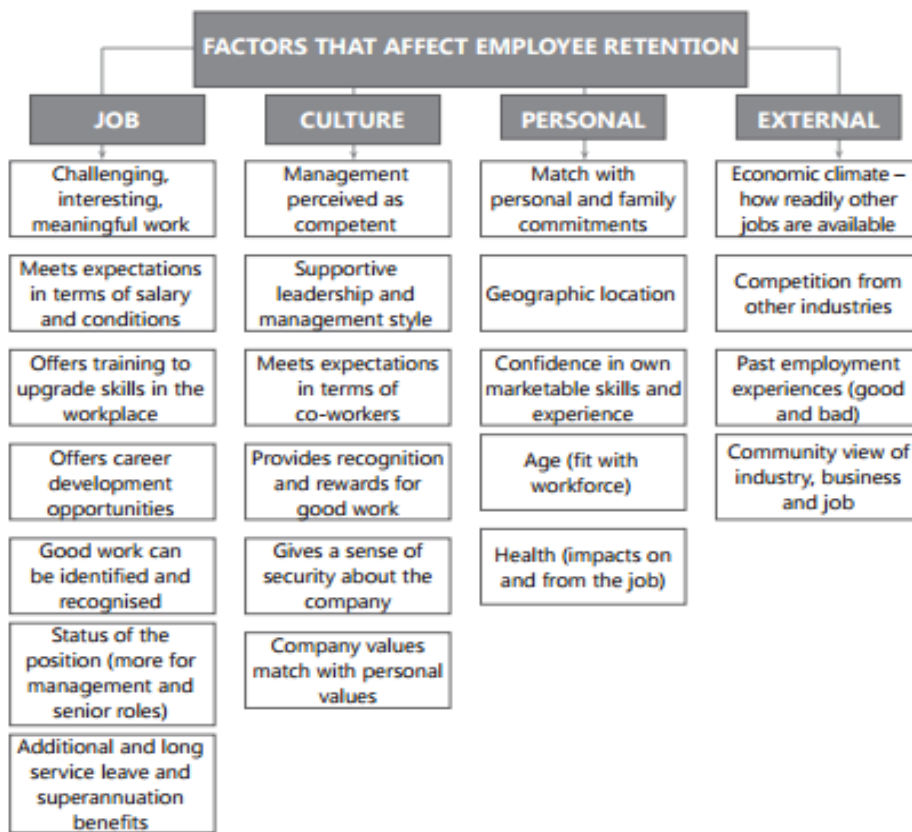 FACTORS THAT AFFECT EMPLOYEE RETENTION
JOB
Challenging,
interesting,
meaningful work
Meets expectations
in terms of salary
and conditions
Offers training to
upgrade skills in the
workplace
Offers career
development
opportunities
Good work can
be identified and
recognised
Status of the
position (more for
management and
senior roles)
Additional and long
service leave and
superannuation
benefits
CULTURE
Management
perceived as
competent
Supportive
leadership and
management style
Meets expectations
in terms of
co-workers
Provides recognition
and rewards for
good work
Gives a sense of
security about the
company
Company values
match with personal
values
PERSONAL
Match with
personal and family
commitments
Geographic location
Confidence in own
marketable skills and
experience
Age (fit with
workforce)
Health (impacts on
and from the job)
EXTERNAL
Economic climate –
how readily other
jobs are available
Competition from
other industries
Past employment
experiences (good
and bad)
Community view of
industry, business
and job